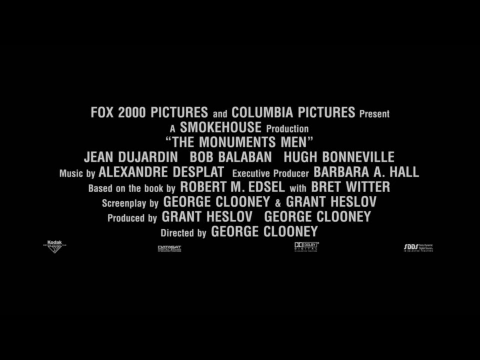 FOX 2000 PICTURES and COLUMBIA PICTURES Present
A SMOKEHOUSE Production
“THE MONUMENTS MEN”
JEAN DUJARDIN BOB BALABAN HUGH BONNEVILLE
Music by ALEXANDRE DESPLAT Executive Producer BARBARA A. HALL
Based on the book by ROBERT M. EDSEL with BRET WITTER
Screenplay by GEORGE CLOONEY & GRANT HESLOV
Produced by GRANT HESLOV GEORGE CLOONEY
Directed by GEORGE CLOONEY
Kodak DOLBY SDDS